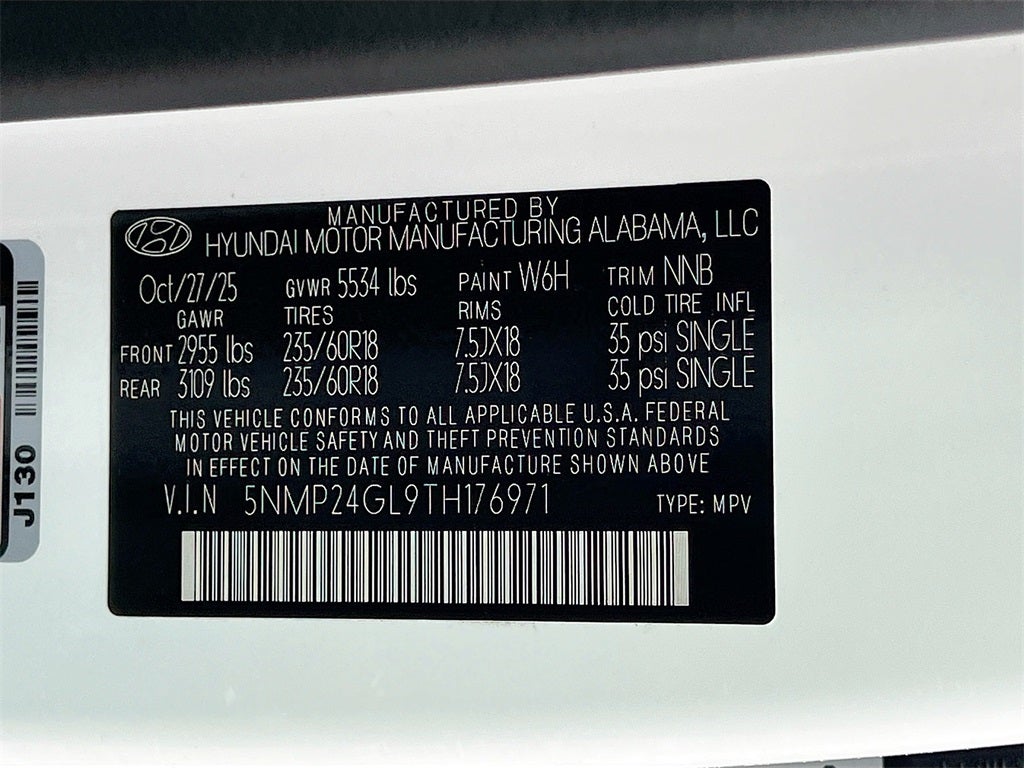 MANUFACTURED BY
HYUNDAI MOTOR MANUFACTURING ALABAMA, LLC
Oct/27/25 GVWR 5534 lbs PAINT W6H TRIM NNB
GAWR TIRES RIMS COLD TIRE INFL
FRONT 2955 lbs 235/60R18 7.5JX18 35 psi SINGLE
REAR 3109 lbs 235/60R18 7.5JX18 35 psi SINGLE
THIS VEHICLE CONFORMS TO ALL APPLICABLE U.S.A. FEDERAL
MOTOR VEHICLE SAFETY AND THEFT PREVENTION STANDARDS
IN EFFECT ON THE DATE OF MANUFACTURE SHOWN ABOVE
V.I.N 5NMP24GL9TH176971 TYPE: MPV
J130